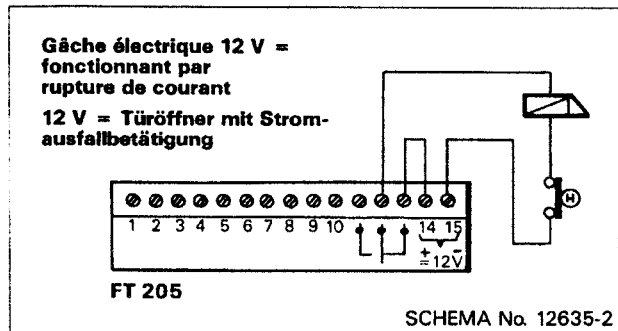 Gâche électrique 12 V =
fonctionnant par
rupture de courant
12 V = Türöffner mit Strom-
ausfallbetätigung
H
1 2 3 4 5 6 7 8 9 10 14 15
+ = 12V −
FT 205
SCHEMA No. 12635-2